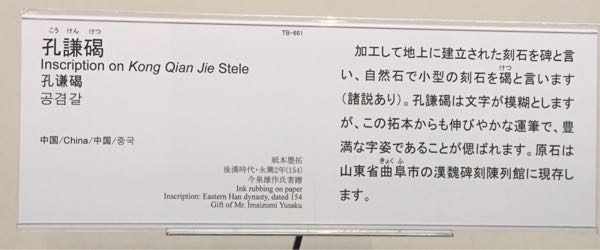 TB-661
こう けん けつ
孔謙碣
Inscription on Kong Qian Jie Stele
孔谦碣
공겸갈
中国/China/中国/중국
紙本墨拓
後漢時代・永興2年(154)
今泉雄作氏寄贈
Ink rubbing on paper
Inscription: Eastern Han dynasty, dated 154
Gift of Mr. Imaizumi Yusaku
加工して地上に建立された刻石を碑と言
けつ
い、自然石で小型の刻石を碣と言います
(諸説あり)。孔謙碣は文字が模糊とします
が、この拓本からも伸びやかな運筆で、豊
満な字姿であることが偲ばれます。原石は
きょく ふ
山東省曲阜市の漢魏碑刻陳列館に現存し
ます。